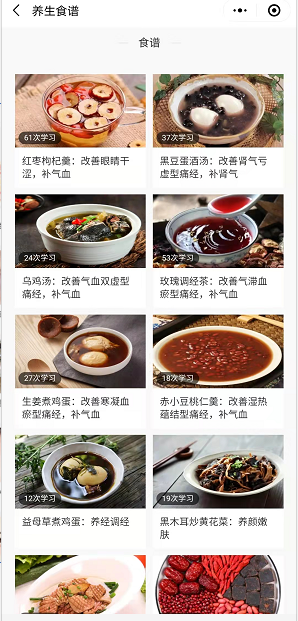 养生食谱
食谱
61次学习
37次学习
红枣枸杞羹：改善眼睛干
涩，补气血
黑豆蛋酒汤：改善肾气亏
虚型痛经，补肾气
24次学习
53次学习
乌鸡汤：改善气血双虚型
痛经，补气血
玫瑰调经茶：改善气滞血
瘀型痛经，补气血
27次学习
18次学习
生姜煮鸡蛋：改善寒凝血
瘀型痛经，补气血
赤小豆桃仁羹：改善湿热
蕴结型痛经，补气血
12次学习
19次学习
益母草煮鸡蛋：养经调经
黑木耳炒黄花菜：养颜嫩
肤